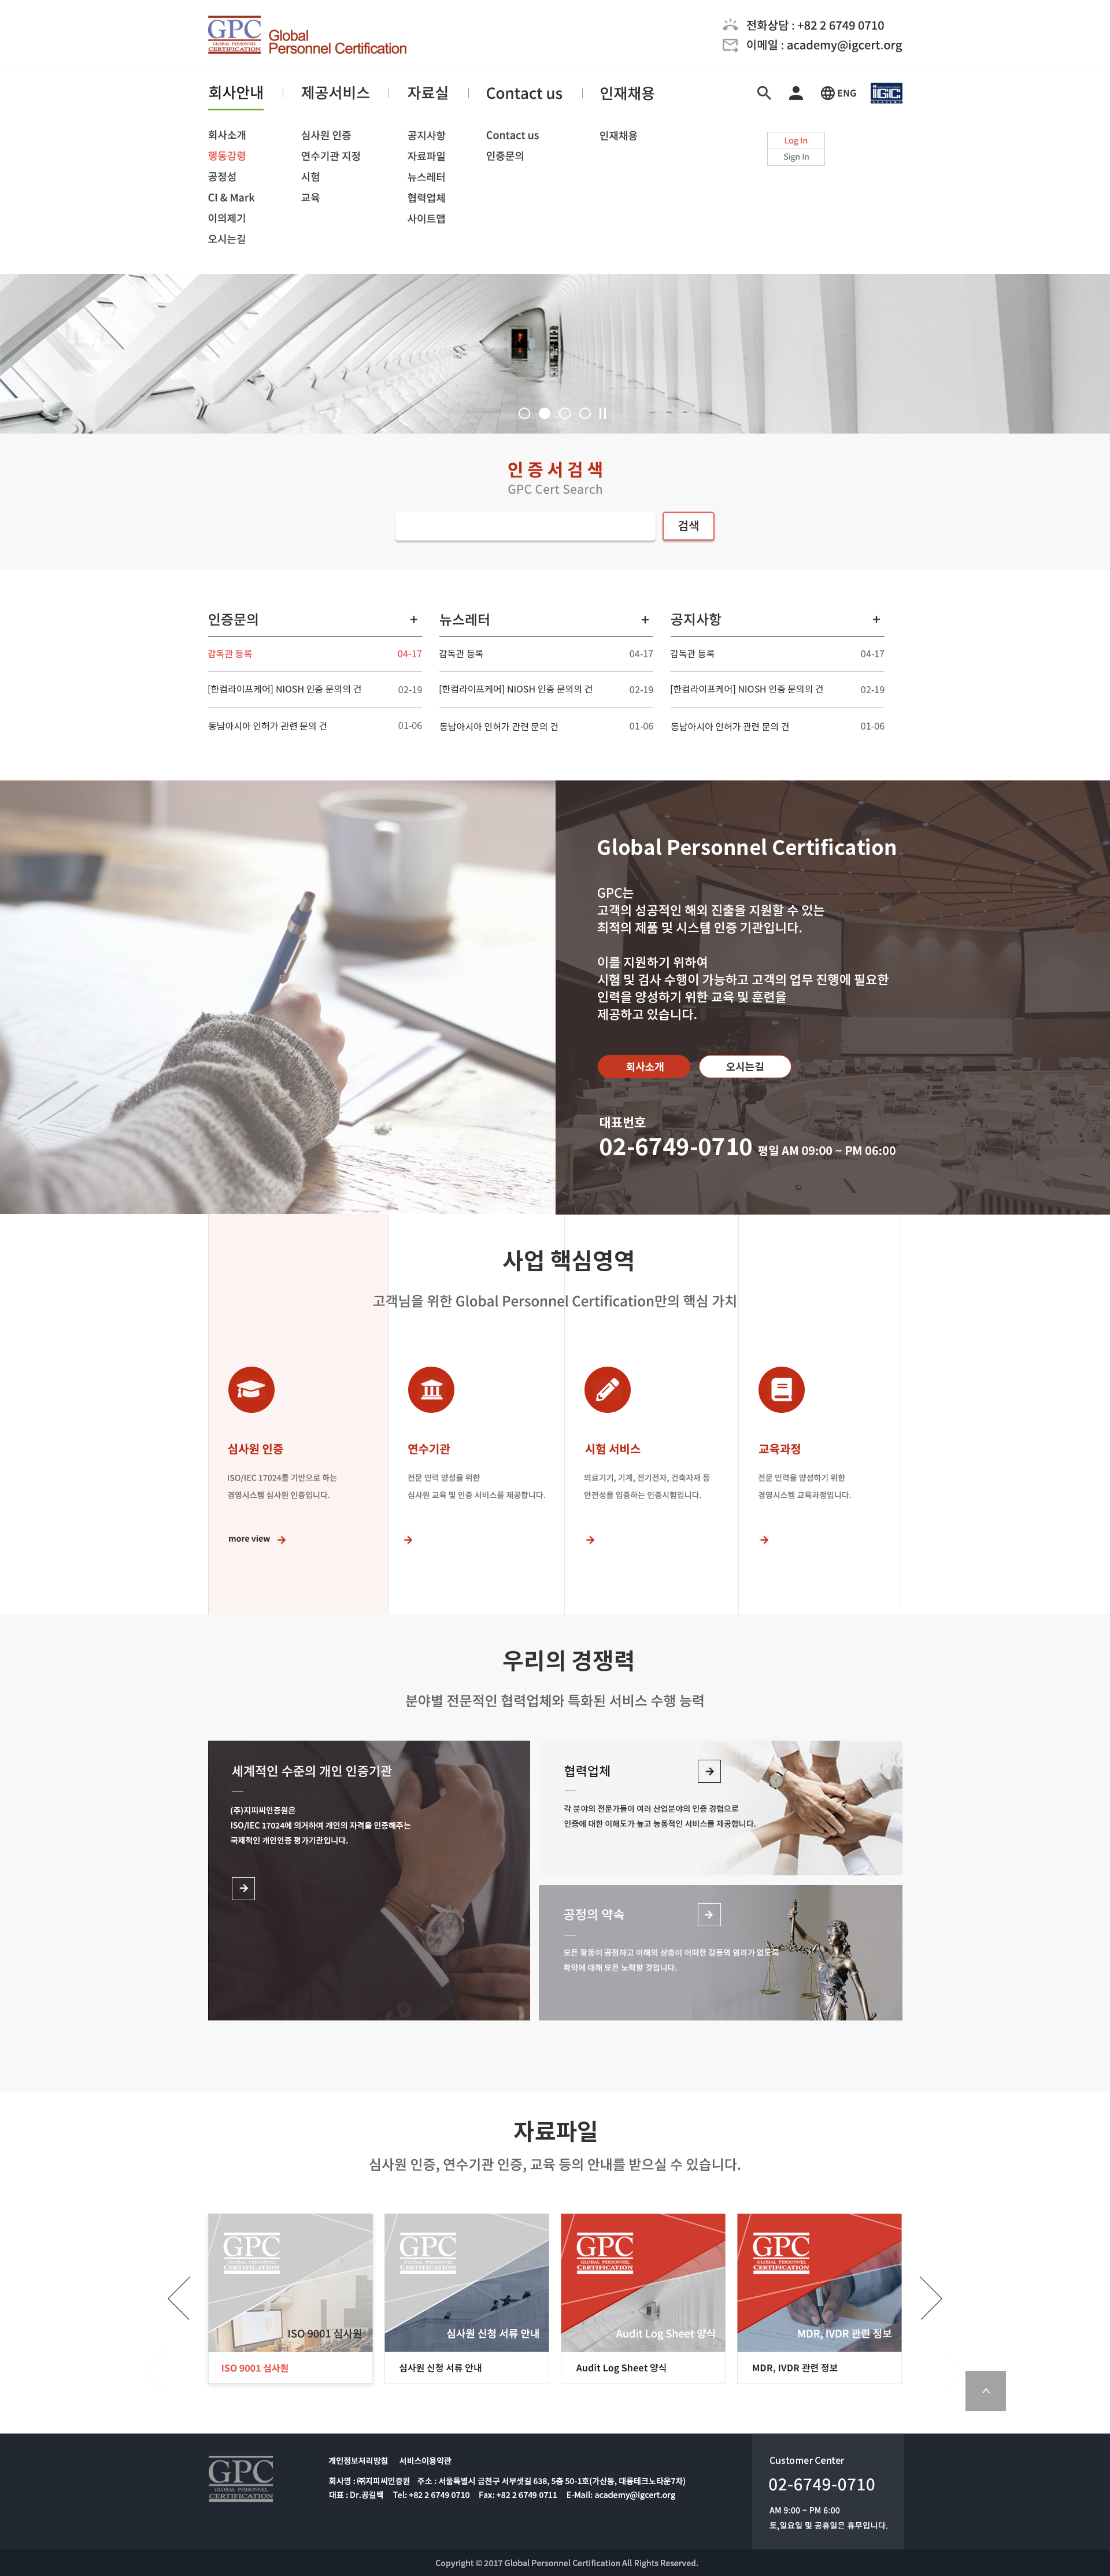 GPC
GLOBAL PERSONNEL
CERTIFICATION
Global
Personnel Certification
전화상담 : +82 2 6749 0710
이메일 : academy@igcert.org
회사안내
제공서비스
자료실
Contact us
인재채용
ENG
IGC
회사소개
행동강령
공정성
CI & Mark
이의제기
오시는길
심사원 인증
연수기관 지정
시험
교육
공지사항
자료파일
뉴스레터
협력업체
사이트맵
Contact us
인증문의
인재채용
Log In
Sign In
인증서검색
GPC Cert Search
검색
인증문의 +
감독관 등록 04-17
[한컴라이프케어] NIOSH 인증 문의의 건 02-19
동남아시아 인허가 관련 문의 건 01-06
뉴스레터 +
감독관 등록 04-17
[한컴라이프케어] NIOSH 인증 문의의 건 02-19
동남아시아 인허가 관련 문의 건 01-06
공지사항 +
감독관 등록 04-17
[한컴라이프케어] NIOSH 인증 문의의 건 02-19
동남아시아 인허가 관련 문의 건 01-06
Global Personnel Certification
GPC는
고객의 성공적인 해외 진출을 지원할 수 있는
최적의 제품 및 시스템 인증 기관입니다.
이를 지원하기 위하여
시험 및 검사 수행이 가능하고 고객의 업무 진행에 필요한
인력을 양성하기 위한 교육 및 훈련을
제공하고 있습니다.
회사소개
오시는길
대표번호
02-6749-0710 평일 AM 09:00 ~ PM 06:00
사업 핵심영역
고객님을 위한 Global Personnel Certification만의 핵심 가치
심사원 인증
ISO/IEC 17024를 기반으로 하는
경영시스템 심사원 인증입니다.
more view
연수기관
전문 인력 양성을 위한
심사원 교육 및 인증 서비스를 제공합니다.
시험 서비스
의료기기, 기계, 전기전자, 건축자재 등
안전성을 입증하는 인증시험입니다.
교육과정
전문 인력을 양성하기 위한
경영시스템 교육과정입니다.
우리의 경쟁력
분야별 전문적인 협력업체와 특화된 서비스 수행 능력
세계적인 수준의 개인 인증기관
(주)지피씨인증원은
ISO/IEC 17024에 의거하여 개인의 자격을 인증해주는
국제적인 개인인증 평가기관입니다.
협력업체
각 분야의 전문가들이 여러 산업분야의 인증 경험으로
인증에 대한 이해도가 높고 능동적인 서비스를 제공합니다.
공정의 약속
모든 활동이 공정하고 이해의 상충이 어떠한 갈등의 염려가 없도록
확약에 대해 모든 노력할 것입니다.
자료파일
심사원 인증, 연수기관 인증, 교육 등의 안내를 받으실 수 있습니다.
GPC
GLOBAL PERSONNEL
CERTIFICATION
ISO 9001 심사원
ISO 9001 심사원
GPC
GLOBAL PERSONNEL
CERTIFICATION
심사원 신청 서류 안내
심사원 신청 서류 안내
GPC
GLOBAL PERSONNEL
CERTIFICATION
Audit Log Sheet 양식
Audit Log Sheet 양식
GPC
GLOBAL PERSONNEL
CERTIFICATION
MDR, IVDR 관련 정보
MDR, IVDR 관련 정보
GPC
GLOBAL PERSONNEL
CERTIFICATION
개인정보처리방침 서비스이용약관
회사명 : ㈜지피씨인증원 주소 : 서울특별시 금천구 서부샛길 638, 5층 50-1호(가산동, 대륭테크노타운7차)
대표 : Dr.공길택 Tel: +82 2 6749 0710 Fax: +82 2 6749 0711 E-Mail: academy@igcert.org
Customer Center
02-6749-0710
AM 9:00 ~ PM 6:00
토,일요일 및 공휴일은 휴무입니다.
Copyright © 2017 Global Personnel Certification All Rights Reserved.